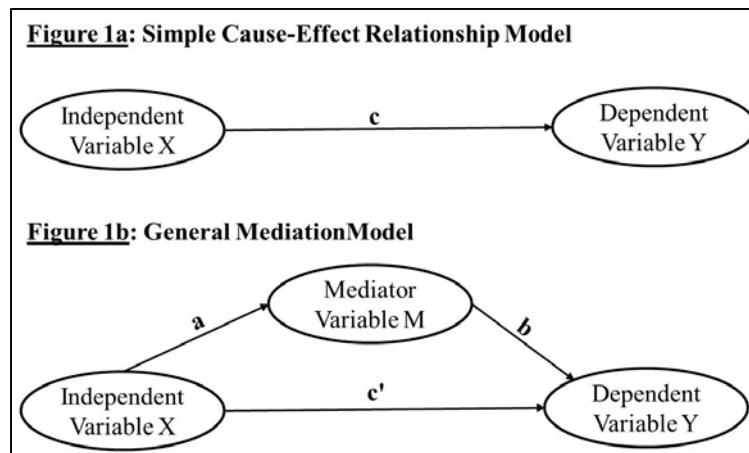 Figure 1a: Simple Cause-Effect Relationship Model
Independent
Variable X
c
Dependent
Variable Y
Figure 1b: General MediationModel
Mediator
Variable M
a
b
Independent
Variable X
c'
Dependent
Variable Y